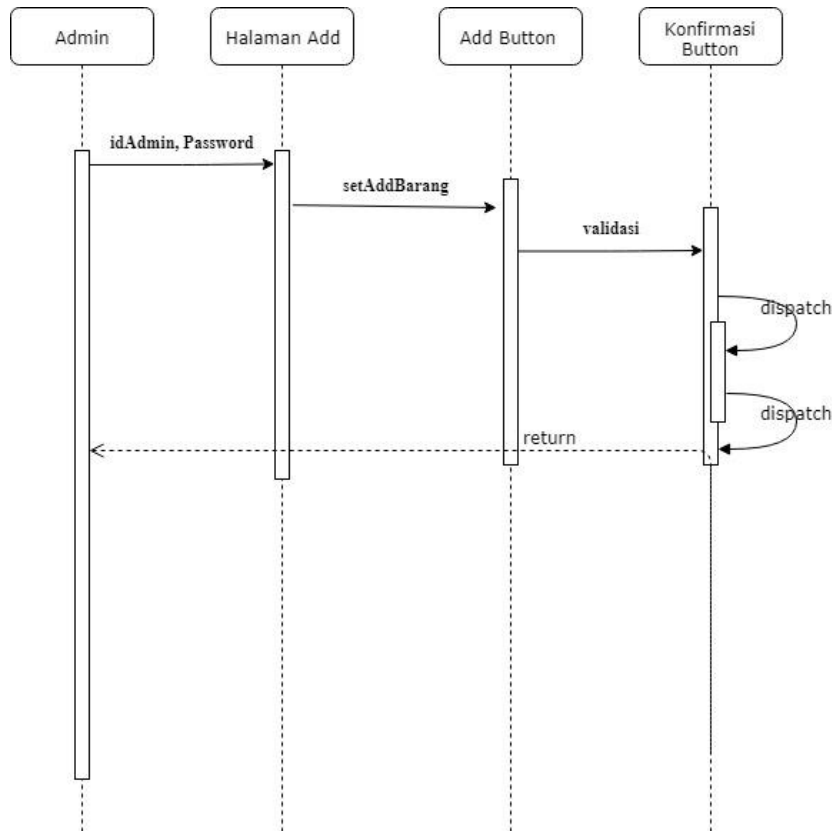 Admin
Halaman Add
Add Button
Konfirmasi
Button
idAdmin, Password
setAddBarang
validasi
dispatch
dispatch
return